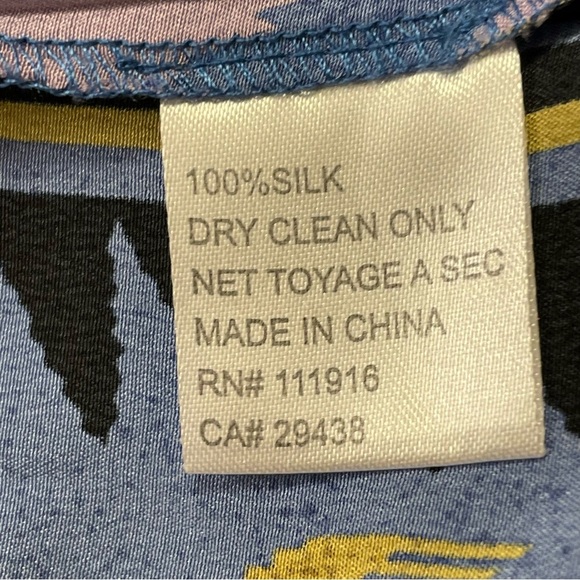 100%SILK
DRY CLEAN ONLY
NET TOYAGE A SEC
MADE IN CHINA
RN# 111916
CA# 29438